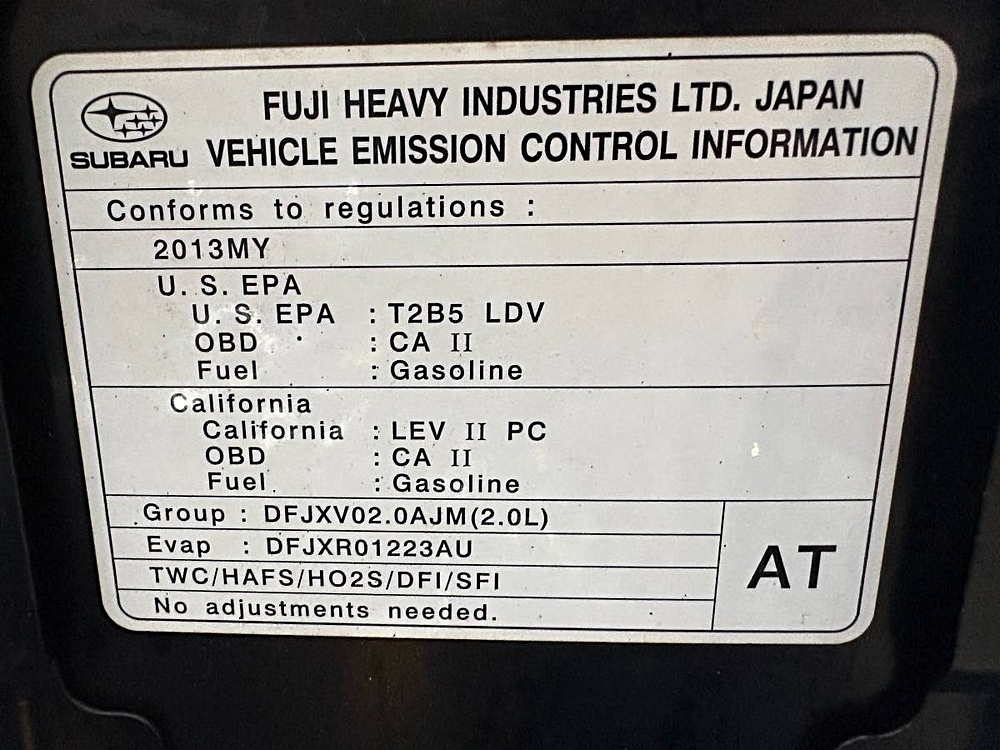 FUJI HEAVY INDUSTRIES LTD. JAPAN
SUBARU VEHICLE EMISSION CONTROL INFORMATION
Conforms to regulations :
2013MY
U. S. EPA
U. S. EPA : T2B5 LDV
OBD : CA II
Fuel : Gasoline
California
California : LEV II PC
OBD : CA II
Fuel : Gasoline
Group : DFJXV02.0AJM(2.0L)
Evap : DFJXR01223AU
TWC/HAFS/HO2S/DFI/SFI
No adjustments needed.
AT